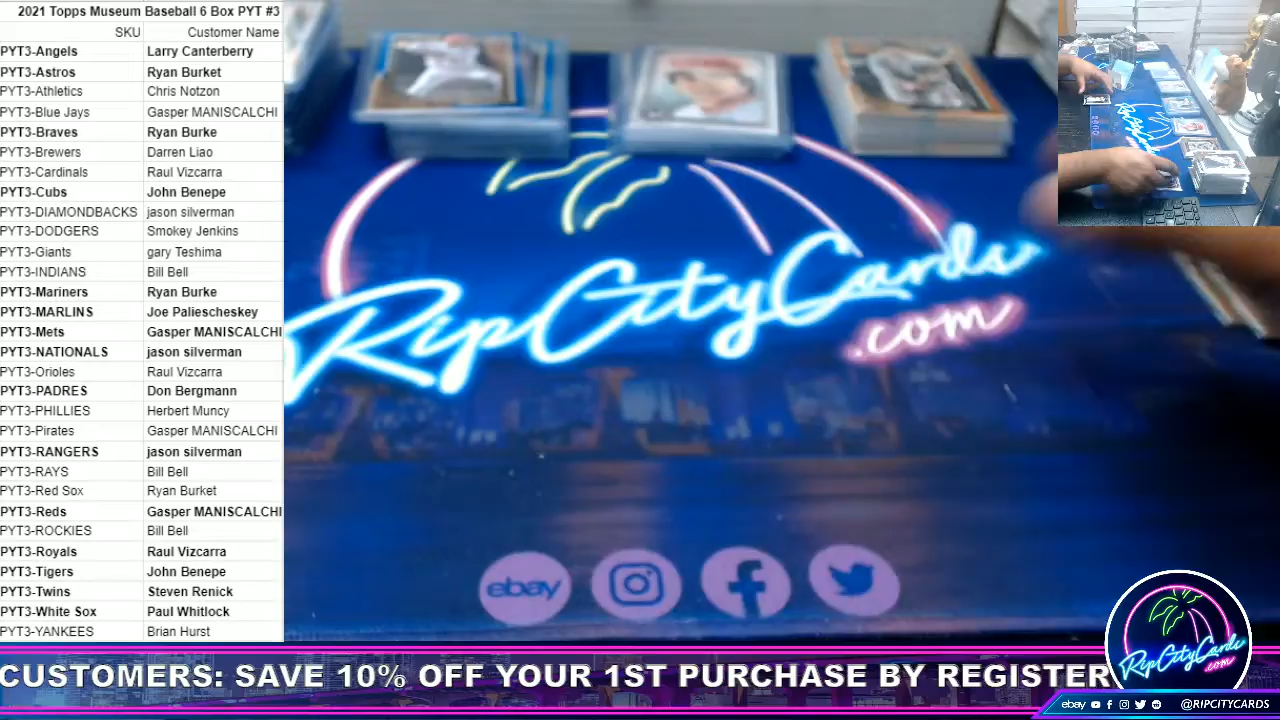 2021 Topps Museum Baseball 6 Box PYT #3
SKU Customer Name
PYT3-Angels Larry Canterberry
PYT3-Astros Ryan Burket
PYT3-Athletics Chris Notzon
PYT3-Blue Jays Gasper MANISCALCHI
PYT3-Braves Ryan Burke
PYT3-Brewers Darren Liao
PYT3-Cardinals Raul Vizcarra
PYT3-Cubs John Benepe
PYT3-DIAMONDBACKS jason silverman
PYT3-DODGERS Smokey Jenkins
PYT3-Giants gary Teshima
PYT3-INDIANS Bill Bell
PYT3-Mariners Ryan Burke
PYT3-MARLINS Joe Paliescheskey
PYT3-Mets Gasper MANISCALCHI
PYT3-NATIONALS jason silverman
PYT3-Orioles Raul Vizcarra
PYT3-PADRES Don Bergmann
PYT3-PHILLIES Herbert Muncy
PYT3-Pirates Gasper MANISCALCHI
PYT3-RANGERS jason silverman
PYT3-RAYS Bill Bell
PYT3-Red Sox Ryan Burket
PYT3-Reds Gasper MANISCALCHI
PYT3-ROCKIES Bill Bell
PYT3-Royals Raul Vizcarra
PYT3-Tigers John Benepe
PYT3-Twins Steven Renick
PYT3-White Sox Paul Whitlock
PYT3-YANKEES Brian Hurst
RipCityCards
.com
ebay
CUSTOMERS: SAVE 10% OFF YOUR 1ST PURCHASE BY REGISTER
RipCityCards
.com
ebay @RIPCITYCARDS